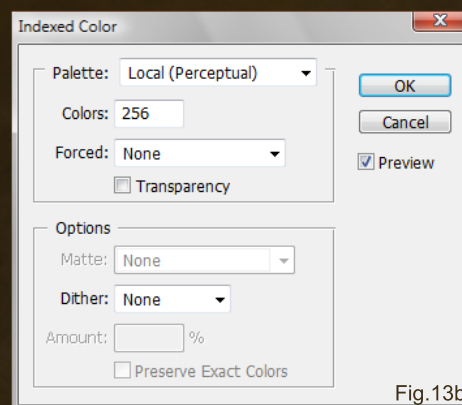 Indexed Color
Palette: Local (Perceptual)
OK
Colors: 256
Cancel
Forced: None
Preview
Transparency
Options
Matte: None
Dither: None
Amount: %
Preserve Exact Colors
Fig.13b